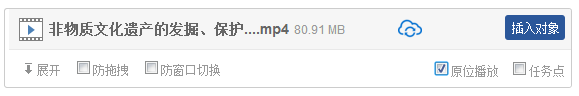 非物质文化遗产的发掘、保护....mp4 80.91 MB 插入对象
展开 防拖拽 防窗口切换 原位播放 任务点